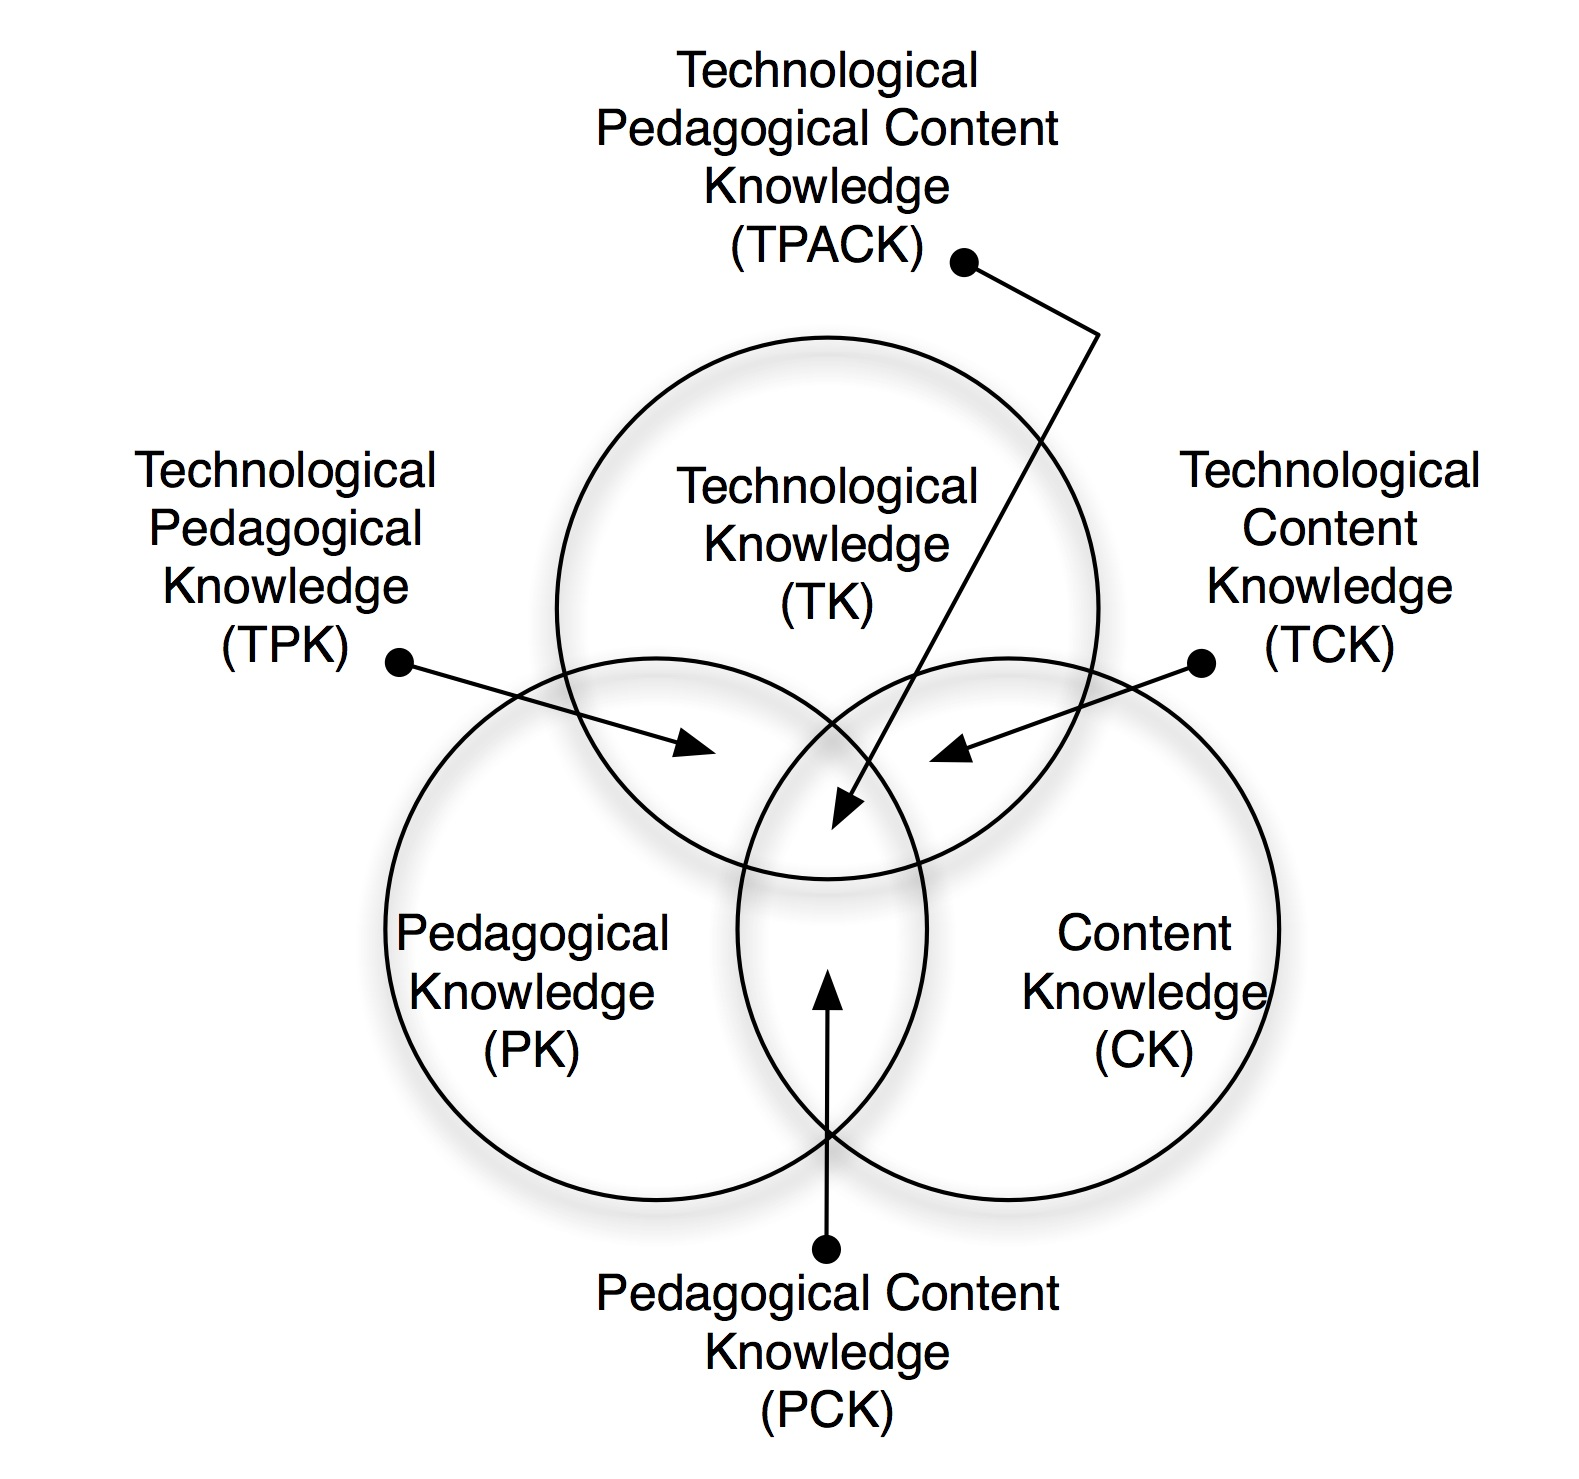 Technological
Pedagogical Content
Knowledge
(TPACK)
Technological
Pedagogical
Knowledge
(TPK)
Technological
Knowledge
(TK)
Technological
Content
Knowledge
(TCK)
Pedagogical
Knowledge
(PK)
Content
Knowledge
(CK)
Pedagogical Content
Knowledge
(PCK)